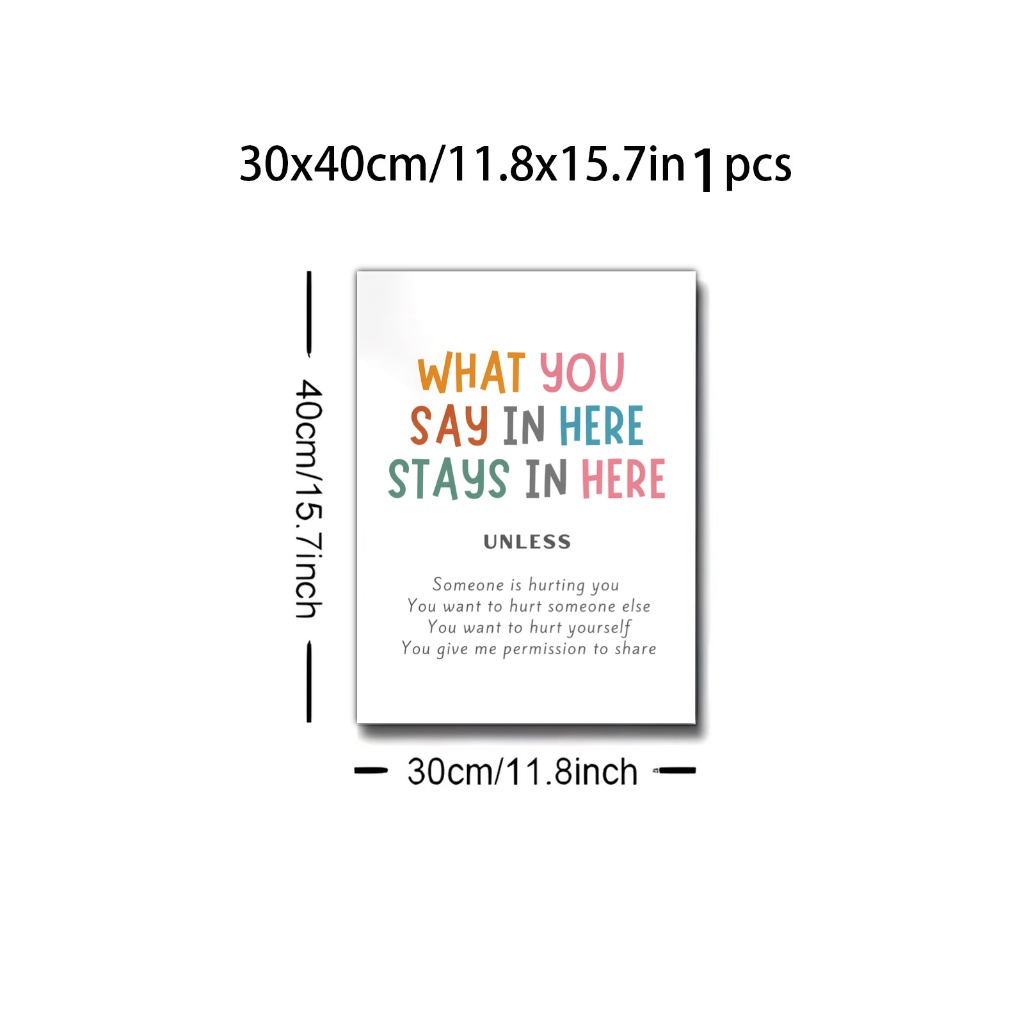 30x40cm/11.8x15.7in 1 pcs
40cm/15.7inch
WHAT YOU
SAY IN HERE
STAYS IN HERE
UNLESS
Someone is hurting you
You want to hurt someone else
You want to hurt yourself
You give me permission to share
30cm/11.8inch